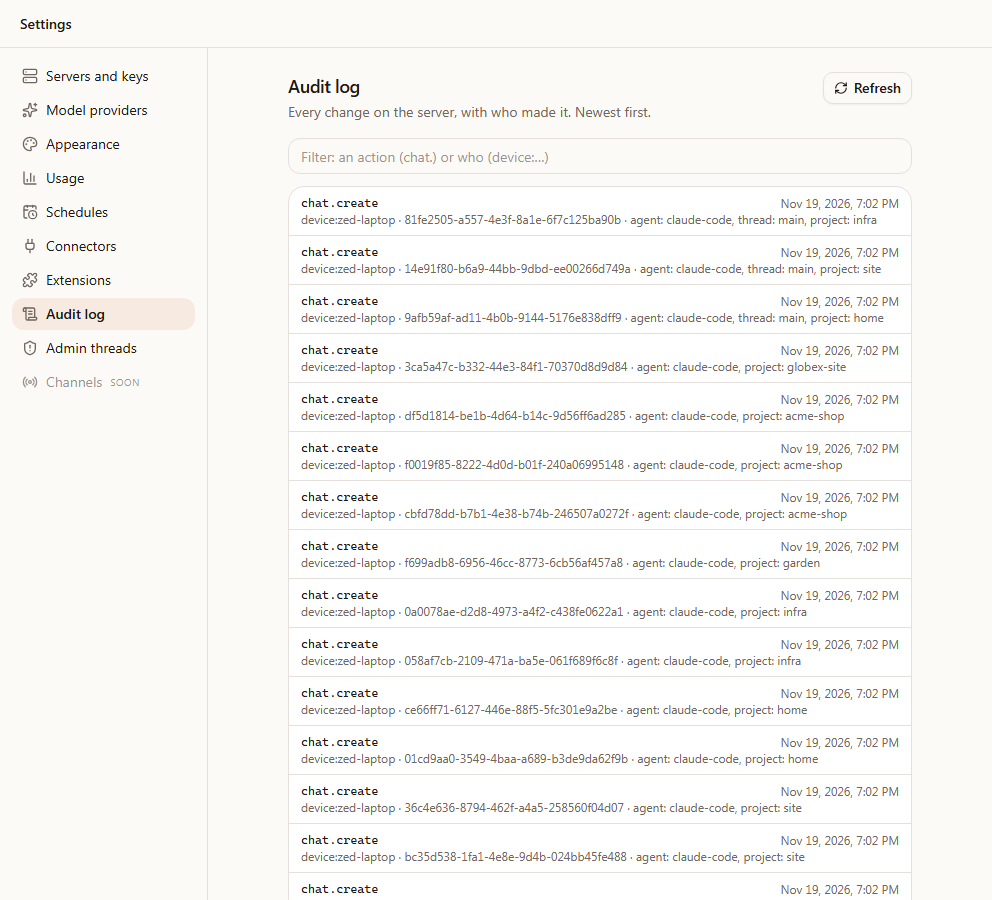 Settings
Servers and keys
Model providers
Appearance
Usage
Schedules
Connectors
Extensions
Audit log
Admin threads
Channels SOON
Audit log
Refresh
Every change on the server, with who made it. Newest first.
Filter: an action (chat.) or who (device:...)
chat.create Nov 19, 2026, 7:02 PM
device:zed-laptop · 81fe2505-a557-4e3f-8a1e-6f7c125ba90b · agent: claude-code, thread: main, project: infra
chat.create Nov 19, 2026, 7:02 PM
device:zed-laptop · 14e91f80-b6a9-44bb-9dbd-ee00266d749a · agent: claude-code, thread: main, project: site
chat.create Nov 19, 2026, 7:02 PM
device:zed-laptop · 9afb59af-ad11-4b0b-9144-5176e838dff9 · agent: claude-code, thread: main, project: home
chat.create Nov 19, 2026, 7:02 PM
device:zed-laptop · 3ca5a47c-b332-44e3-84f1-70370d8d9d84 · agent: claude-code, project: globex-site
chat.create Nov 19, 2026, 7:02 PM
device:zed-laptop · df5d1814-be1b-4d64-b14c-9d56ff6ad285 · agent: claude-code, project: acme-shop
chat.create Nov 19, 2026, 7:02 PM
device:zed-laptop · f0019f85-8222-4d0d-b01f-240a06995148 · agent: claude-code, project: acme-shop
chat.create Nov 19, 2026, 7:02 PM
device:zed-laptop · cbfd78dd-b7b1-4e38-b74b-246507a0272f · agent: claude-code, project: acme-shop
chat.create Nov 19, 2026, 7:02 PM
device:zed-laptop · f699adb8-6956-46cc-8773-6cb56af457a8 · agent: claude-code, project: garden
chat.create Nov 19, 2026, 7:02 PM
device:zed-laptop · 0a0078ae-d2d8-4973-a4f2-c438fe0622a1 · agent: claude-code, project: infra
chat.create Nov 19, 2026, 7:02 PM
device:zed-laptop · 058af7cb-2109-471a-ba5e-061f689f6c8f · agent: claude-code, project: infra
chat.create Nov 19, 2026, 7:02 PM
device:zed-laptop · ce66ff71-6127-446e-88f5-5fc301e9a2be · agent: claude-code, project: home
chat.create Nov 19, 2026, 7:02 PM
device:zed-laptop · 01cd9aa0-3549-4baa-a689-b3de9da62f9b · agent: claude-code, project: home
chat.create Nov 19, 2026, 7:02 PM
device:zed-laptop · 36c4e636-8794-462f-a4a5-258560f04d07 · agent: claude-code, project: site
chat.create Nov 19, 2026, 7:02 PM
device:zed-laptop · bc35d538-1fa1-4e8e-9d4b-024bb45fe488 · agent: claude-code, project: site
chat.create Nov 19, 2026, 7:02 PM